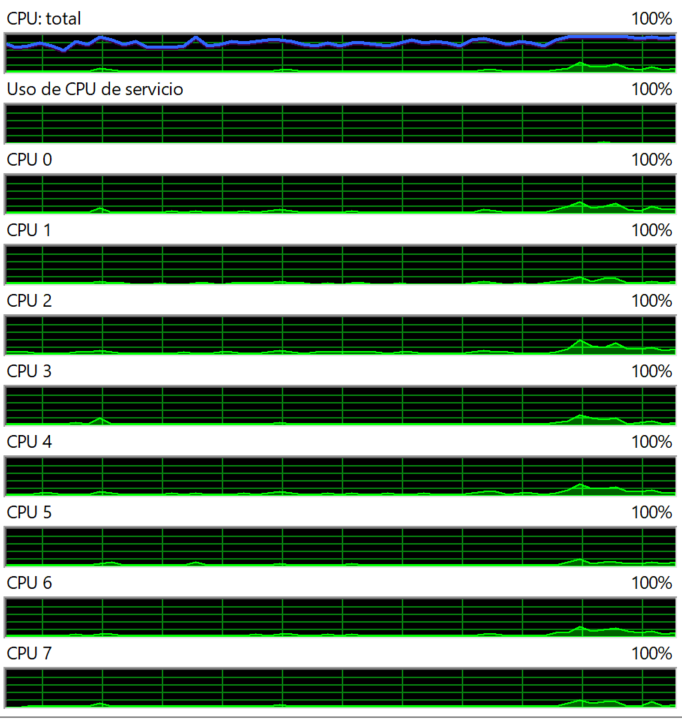 CPU: total 100%
Uso de CPU de servicio 100%
CPU 0 100%
CPU 1 100%
CPU 2 100%
CPU 3 100%
CPU 4 100%
CPU 5 100%
CPU 6 100%
CPU 7 100%